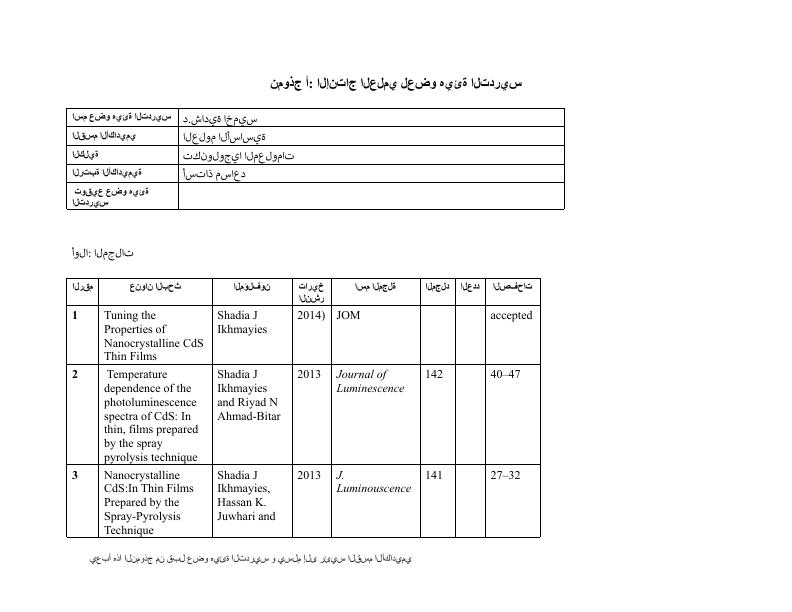 نموذج أ: الإنتاج العلمي لعضو هيئة التدريس
اسم عضو هيئة التدريس د.شادية اخميس
القسم الأكاديمي العلوم الأساسية
الكلية تكنولوجيا المعلومات
الرتبة الأكاديمية أستاذ مساعد
توقيع عضو هيئة
التدريس
أولا: المجلات
الرقم عنوان البحث المؤلفون تاريخ النشر اسم المجلة المجلد العدد الصفحات
1 Tuning the Shadia J 2014) JOM accepted
Properties of Ikhmayies
Nanocrystalline CdS
Thin Films
2 Temperature Shadia J 2013 Journal of 142 40–47
dependence of the Ikhmayies Luminescence
photoluminescence and Riyad N
spectra of CdS: In Ahmad-Bitar
thin, films prepared
by the spray
pyrolysis technique
3 Nanocrystalline Shadia J 2013 J. 141 27–32
CdS:In Thin Films Ikhmayies, Luminouscence
Prepared by the Hassan K.
Spray-Pyrolysis Juwhari and
Technique
يعبأ هذا النموذج من قبل عضو هيئة التدريس و يسلم إلى رئيس القسم الأكاديمي